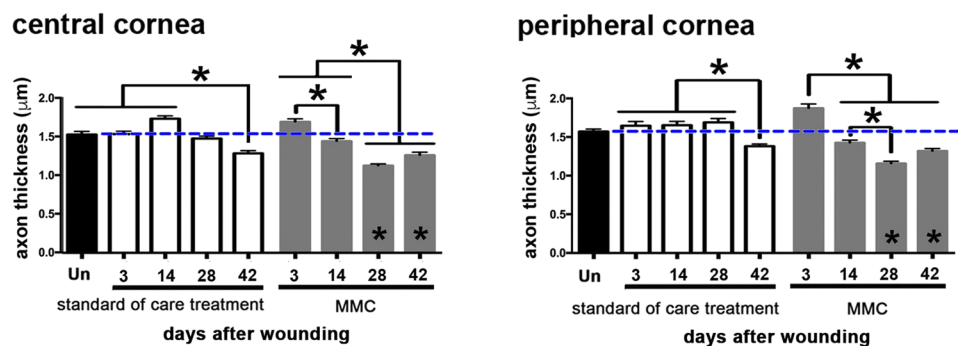 central cornea
axon thickness (µm)
2.0
1.5
1.0
1.5
0.0
* * *
* *
Un 3 14 28 42 3 14 28 42
standard of care treatment MMC
days after wounding
peripheral cornea
axon thickness (µm)
2.0
1.5
1.0
1.5
0.0
* * *
* *
Un 3 14 28 42 3 14 28 42
standard of care treatment MMC
days after wounding